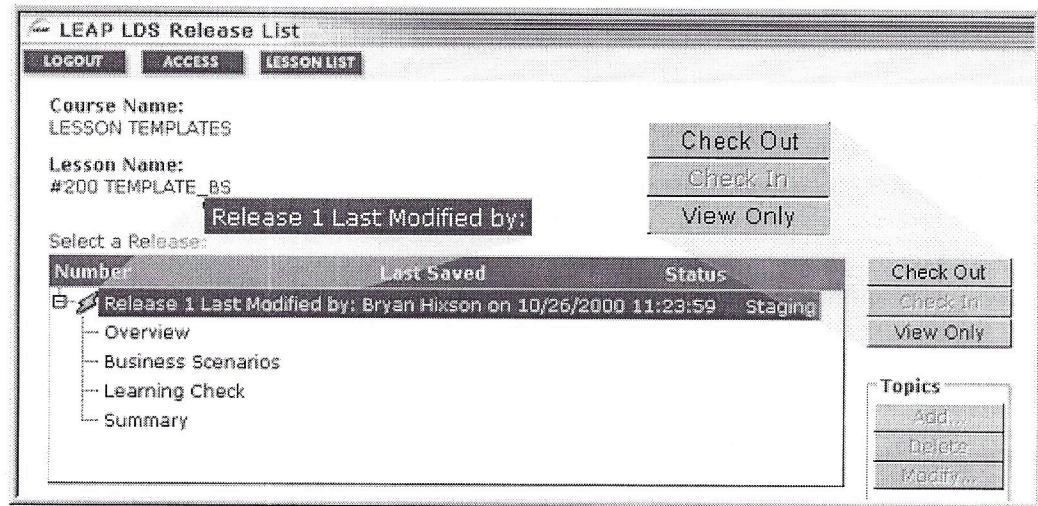 LEAP LDS Release List
LOGOUT ACCESS LESSON LIST
Course Name:
LESSON TEMPLATES
Lesson Name:
#200 TEMPLATE_BS
Check Out
Check In
View Only
Release 1 Last Modified by:
Select a Release:
Number Last Saved Status
Release 1 Last Modified by: Bryan Hixson on 10/26/2000 11:23:59 Staging
Overview
Business Scenarios
Learning Check
Summary
Check Out
Check In
View Only
Topics
Add...
Delete
Modify...